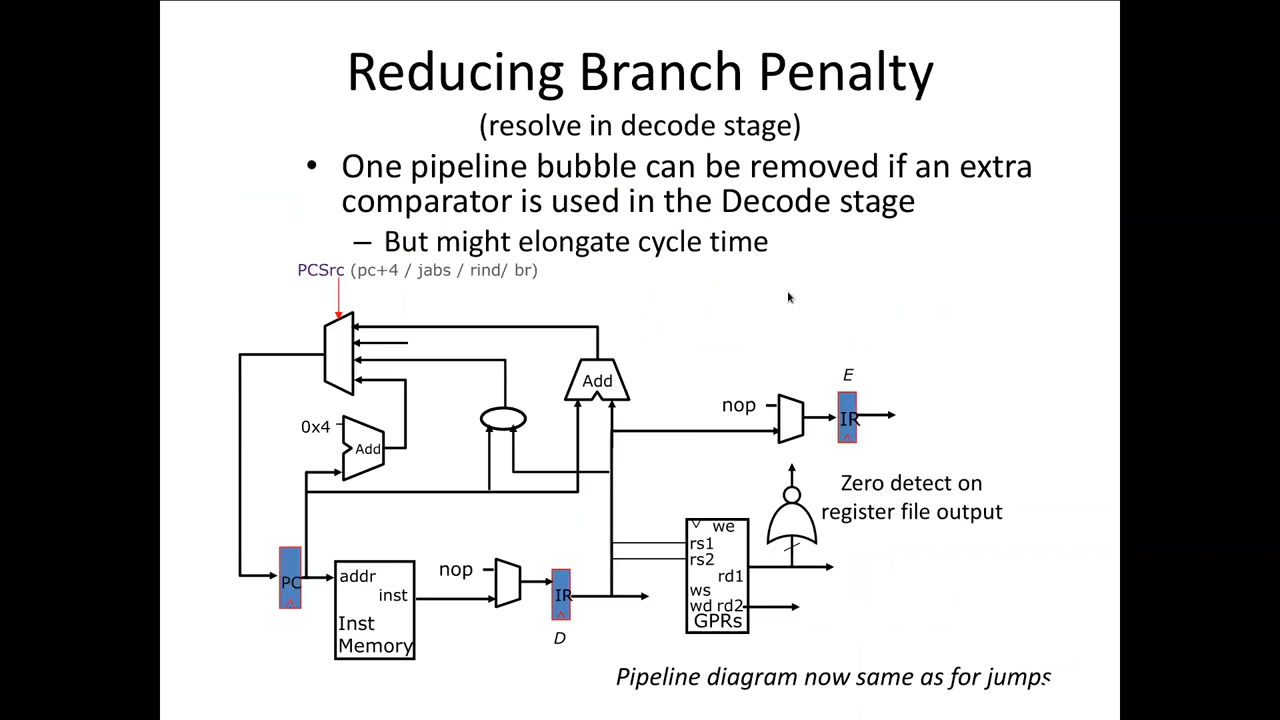 Reducing Branch Penalty
(resolve in decode stage)
• One pipeline bubble can be removed if an extra
comparator is used in the Decode stage
– But might elongate cycle time
PCSrc (pc+4 / jabs / rind/ br)
Add
E
nop
IR
0x4
Add
Zero detect on
register file output
we
rs1
rs2
rd1
ws
wd rd2
GPRs
PC
addr
inst
Inst
Memory
nop
IR
D
Pipeline diagram now same as for jumps